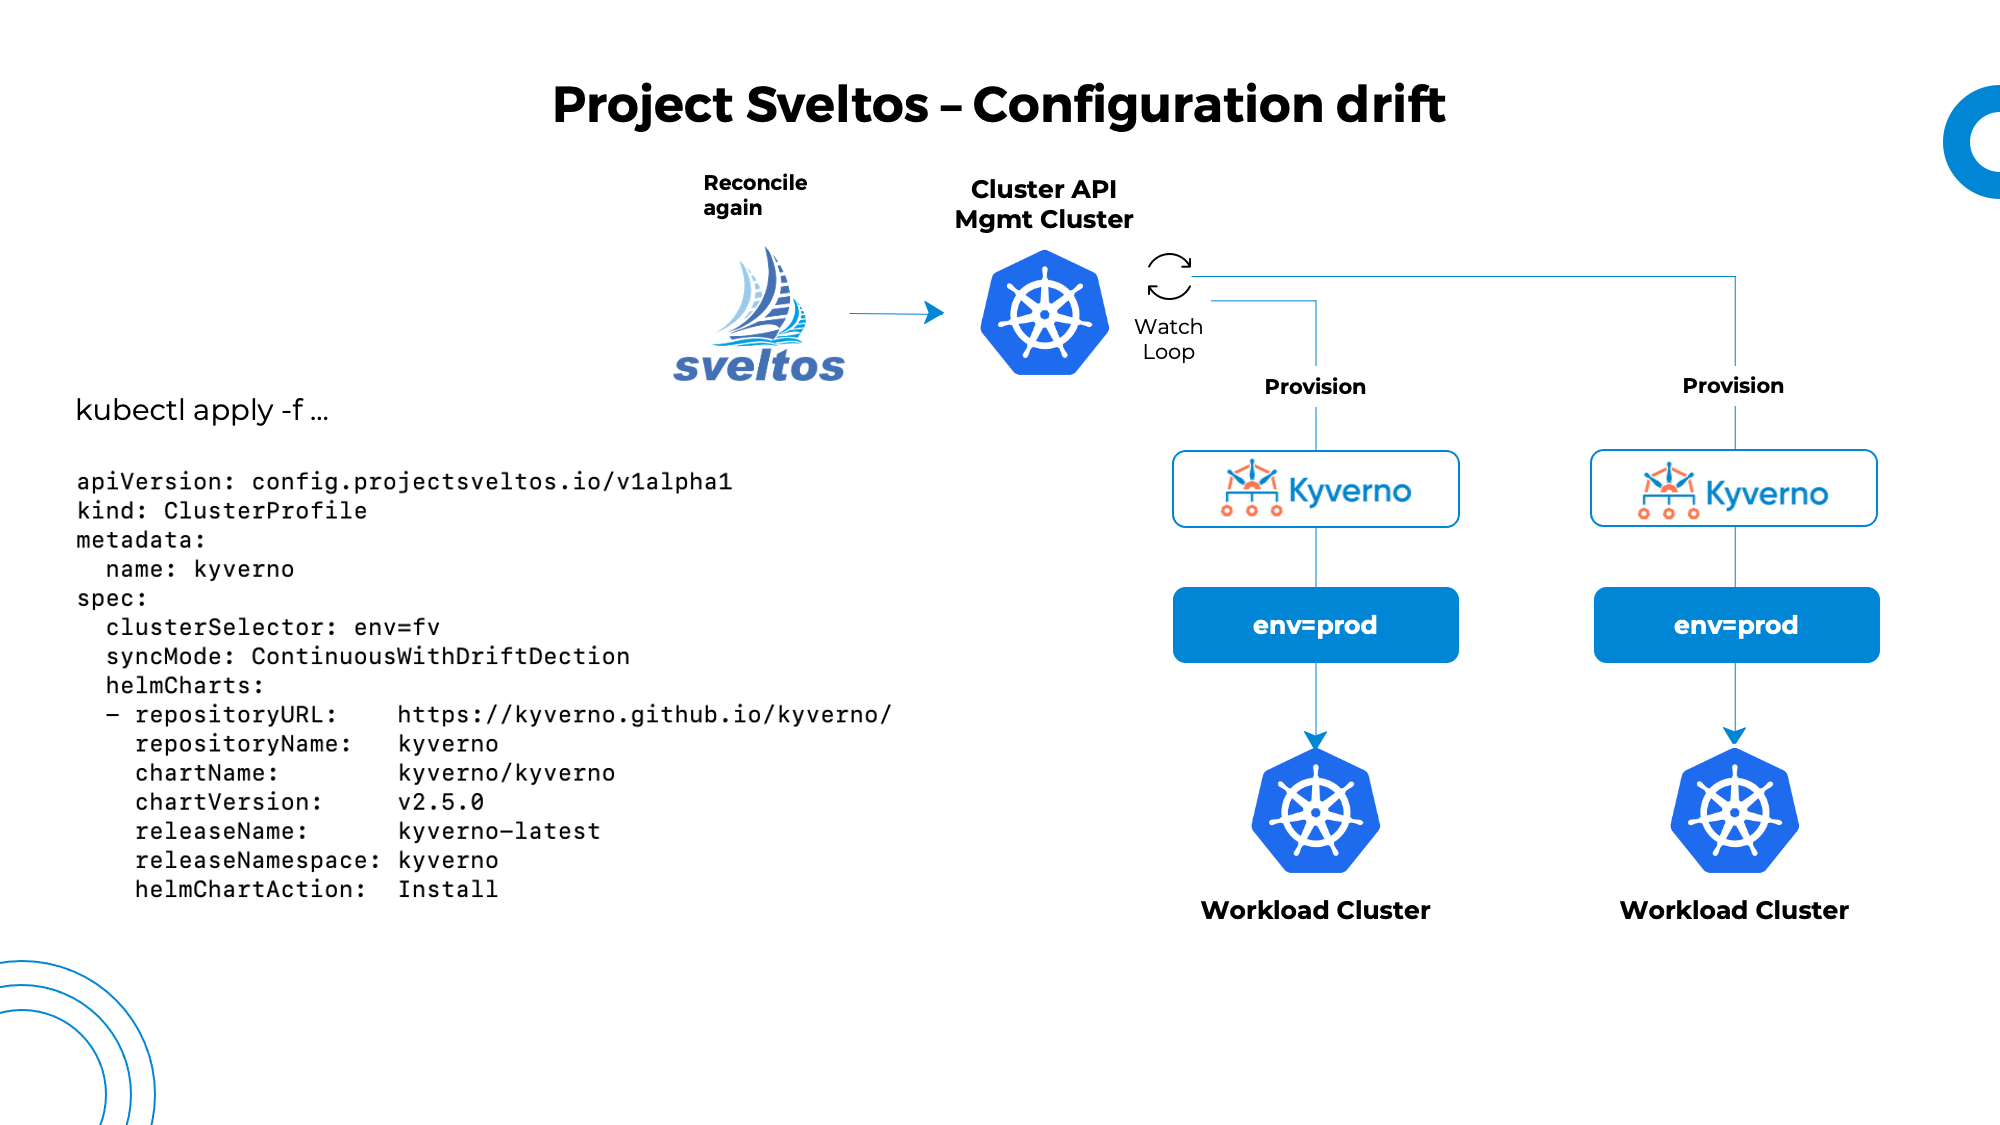 Project Sveltos – Configuration drift
Reconcile
again
Cluster API
Mgmt Cluster
sveltos
Watch
Loop
Provision
Provision
kubectl apply -f ...
apiVersion: config.projectsveltos.io/v1alpha1
kind: ClusterProfile
metadata:
  name: kyverno
spec:
  clusterSelector: env=fv
  syncMode: ContinuousWithDriftDection
  helmCharts:
  – repositoryURL:    https://kyverno.github.io/kyverno/
    repositoryName:   kyverno
    chartName:        kyverno/kyverno
    chartVersion:     v2.5.0
    releaseName:      kyverno–latest
    releaseNamespace: kyverno
    helmChartAction:  Install
Kyverno
Kyverno
env=prod
env=prod
Workload Cluster
Workload Cluster